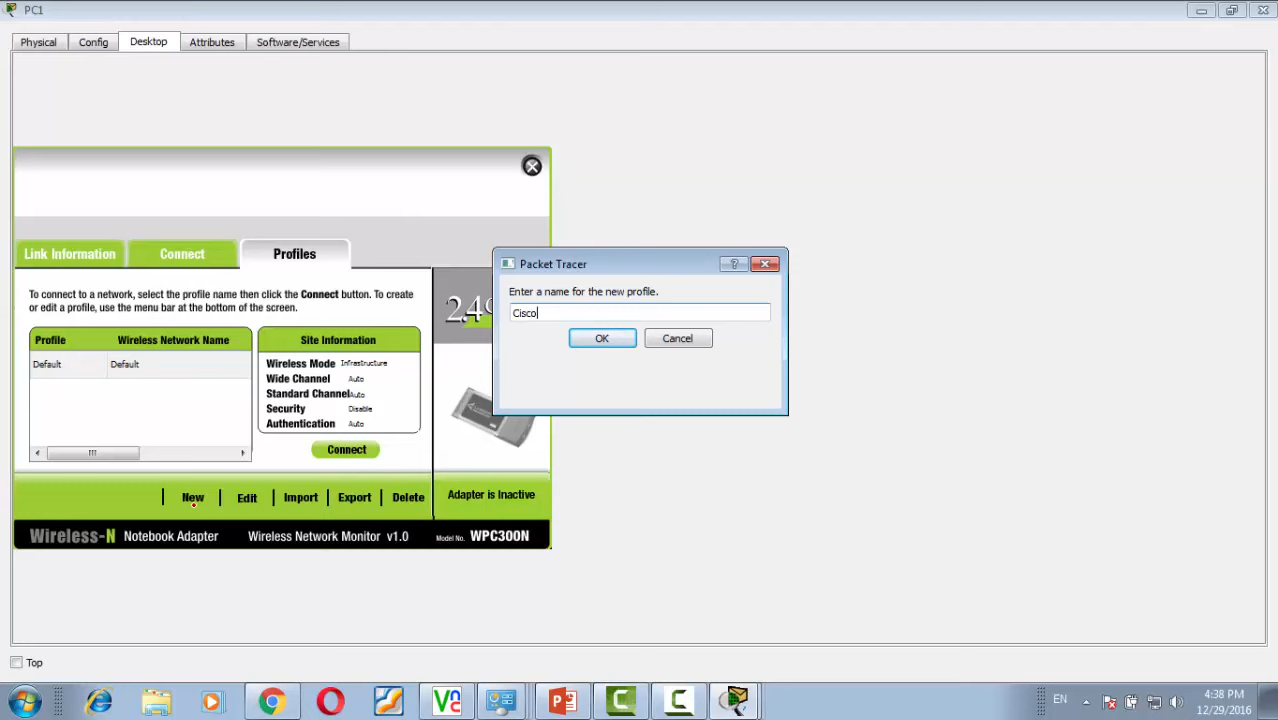 PC1
Physical Config Desktop Attributes Software/Services
Link Information Connect Profiles
To connect to a network, select the profile name then click the Connect button. To create
or edit a profile, use the menu bar at the bottom of the screen.
Profile Wireless Network Name
Default Default
Site Information
Wireless Mode Infrastructure
Wide Channel Auto
Standard Channel Auto
Security Disable
Authentication Auto
Connect
2.4
Packet Tracer
Enter a name for the new profile.
Cisco
OK Cancel
New Edit Import Export Delete
Adapter is Inactive
Wireless-N Notebook Adapter Wireless Network Monitor v1.0 Model No. WPC300N
Top
EN
4:38 PM
12/29/2016